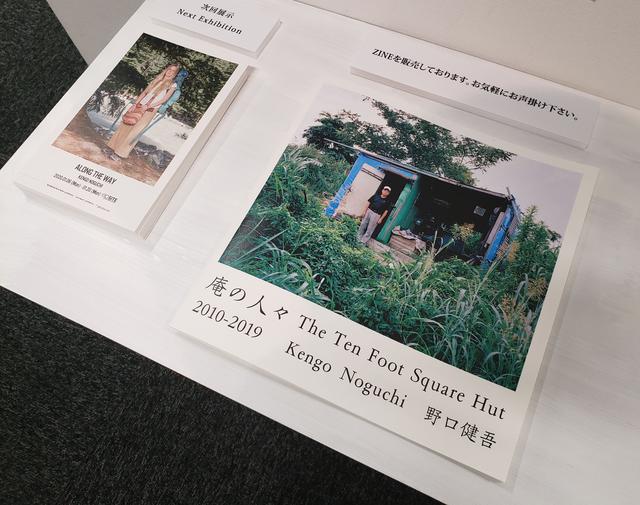 次回展示
Next Exhibition
ZINEを販売しております。お気軽にお声掛け下さい。
ALONG THE WAY
KENGO NOGUCHI
庵の人々 The Ten Foot Square Hut
2010-2019
Kengo Noguchi 野口健吾